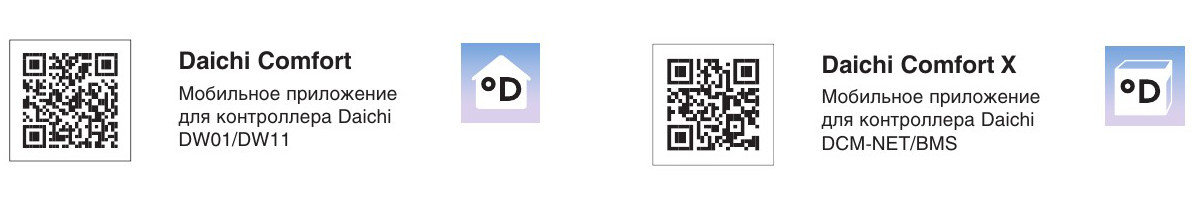 Daichi Comfort
Мобильное приложение
для контроллера Daichi
DW01/DW11
°D
Daichi Comfort X
Мобильное приложение
для контроллера Daichi
DCM-NET/BMS
°D